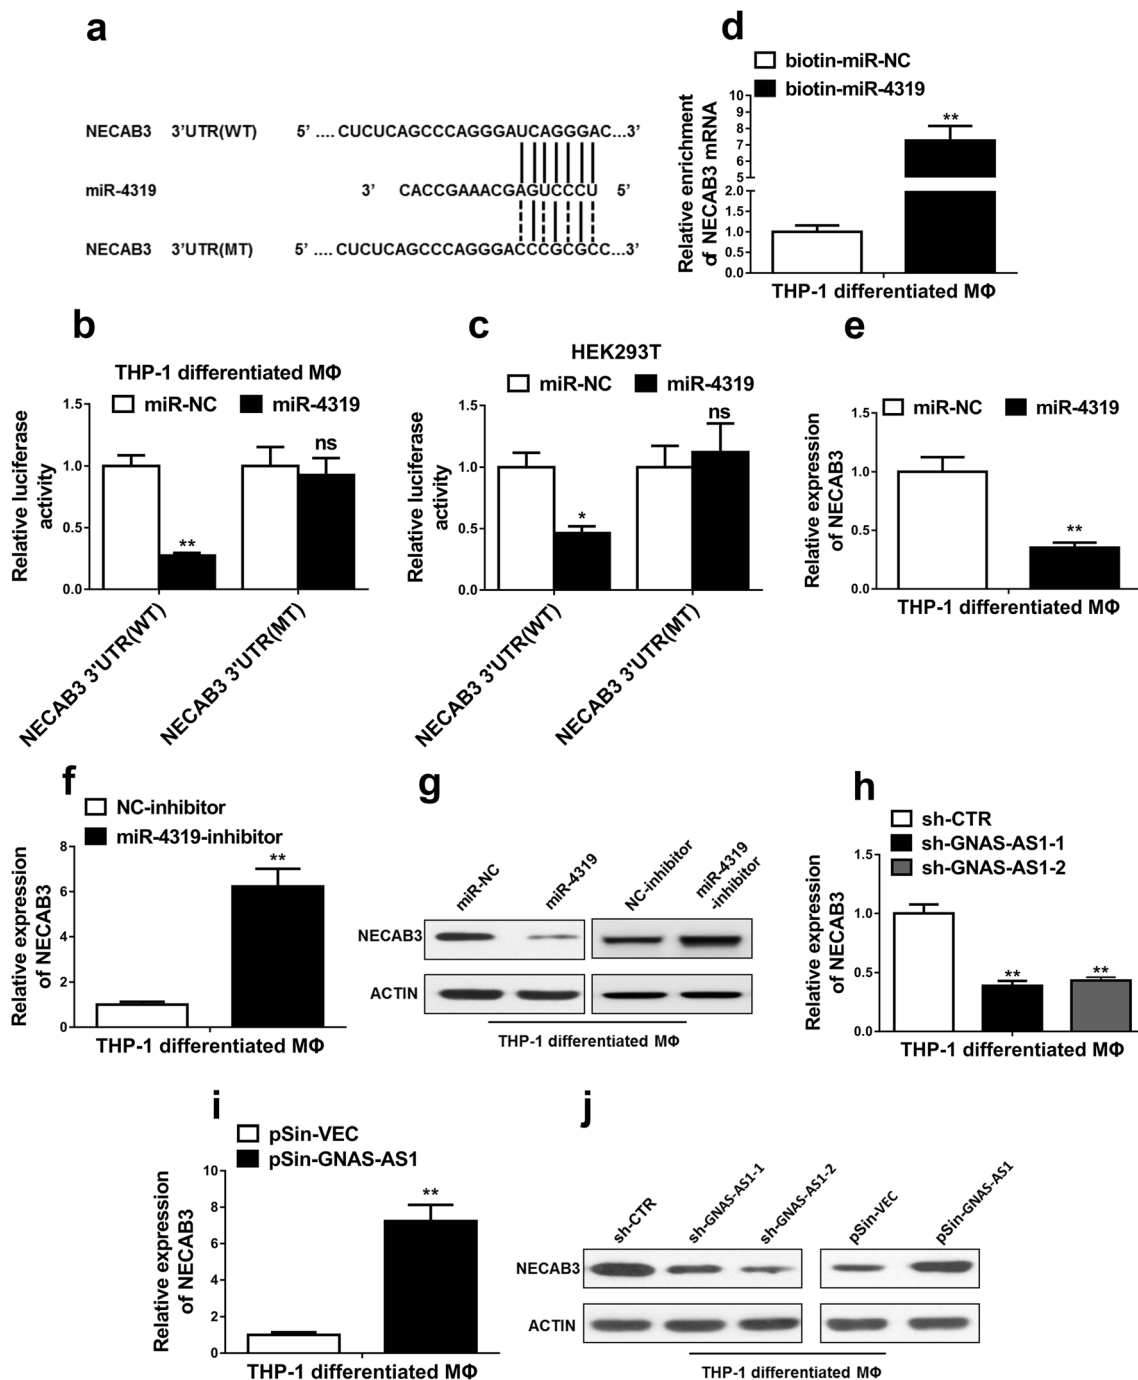 a
NECAB3 3'UTR(WT) 5' .... CUCUCAGCCCAGGGAUCAGGGAC...3'
miR-4319 3' CACCGAAACGAGUCCCU 5'
NECAB3 3'UTR(MT) 5' .... CUCUCAGCCCAGGGACCCGCGCC...3'
d
biotin-miR-NC
biotin-miR-4319
Relative enrichment
of NECAB3 mRNA
10
9
8
7
6
5
2.0
1.5
1.0
0.5
0.0
**
THP-1 differentiated MΦ
b
THP-1 differentiated MΦ
miR-NC miR-4319
Relative luciferase
activity
1.5
1.0
0.5
0.0
**
ns
NECAB3 3'UTR(WT)
NECAB3 3'UTR(MT)
c
HEK293T
miR-NC miR-4319
Relative luciferase
activity
1.5
1.0
0.5
0.0
*
ns
NECAB3 3'UTR(WT)
NECAB3 3'UTR(MT)
e
miR-NC miR-4319
Relative expression
of NECAB3
1.5
1.0
0.5
0.0
**
THP-1 differentiated MΦ
f
NC-inhibitor
miR-4319-inhibitor
Relative expression
of NECAB3
8
6
4
2
0
**
THP-1 differentiated MΦ
g
miR-NC
miR-4319
NC-inhibitor
miR-4319
-inhibitor
NECAB3
ACTIN
THP-1 differentiated MΦ
h
sh-CTR
sh-GNAS-AS1-1
sh-GNAS-AS1-2
Relative expression
of NECAB3
1.5
1.0
0.5
0.0
**
**
THP-1 differentiated MΦ
i
pSin-VEC
pSin-GNAS-AS1
Relative expression
of NECAB3
10
8
6
4
2
0
**
THP-1 differentiated MΦ
j
sh-CTR
sh-GNAS-AS1-1
sh-GNAS-AS1-2
pSin-VEC
pSin-GNAS-AS1
NECAB3
ACTIN
THP-1 differentiated MΦ